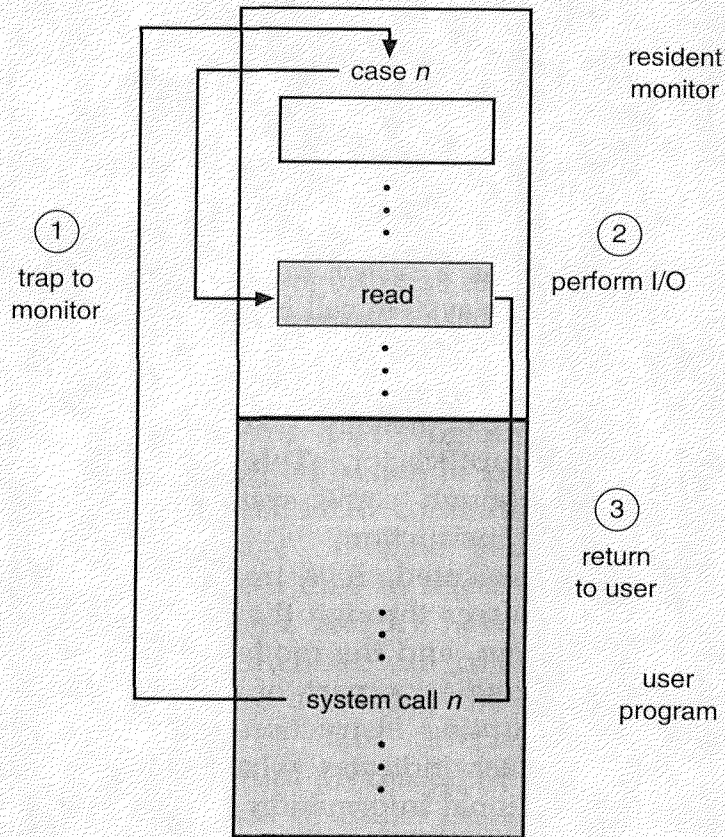 case n
resident
monitor
1
trap to
monitor
2
perform I/O
read
3
return
to user
system call n
user
program